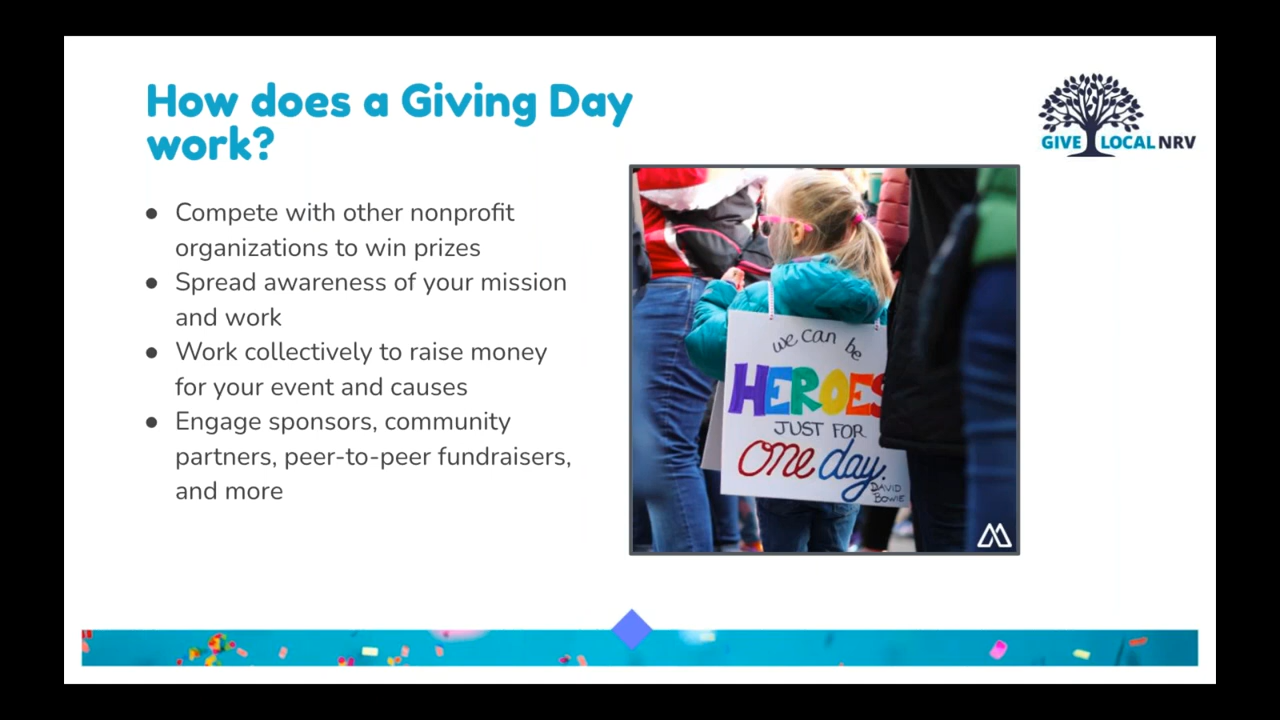 How does a Giving Day
work?
GIVE LOCAL NRV
● Compete with other nonprofit
organizations to win prizes
● Spread awareness of your mission
and work
● Work collectively to raise money
for your event and causes
● Engage sponsors, community
partners, peer-to-peer fundraisers,
and more
we can be
HEROES
JUST FOR
one day.
DAVID
BOWIE